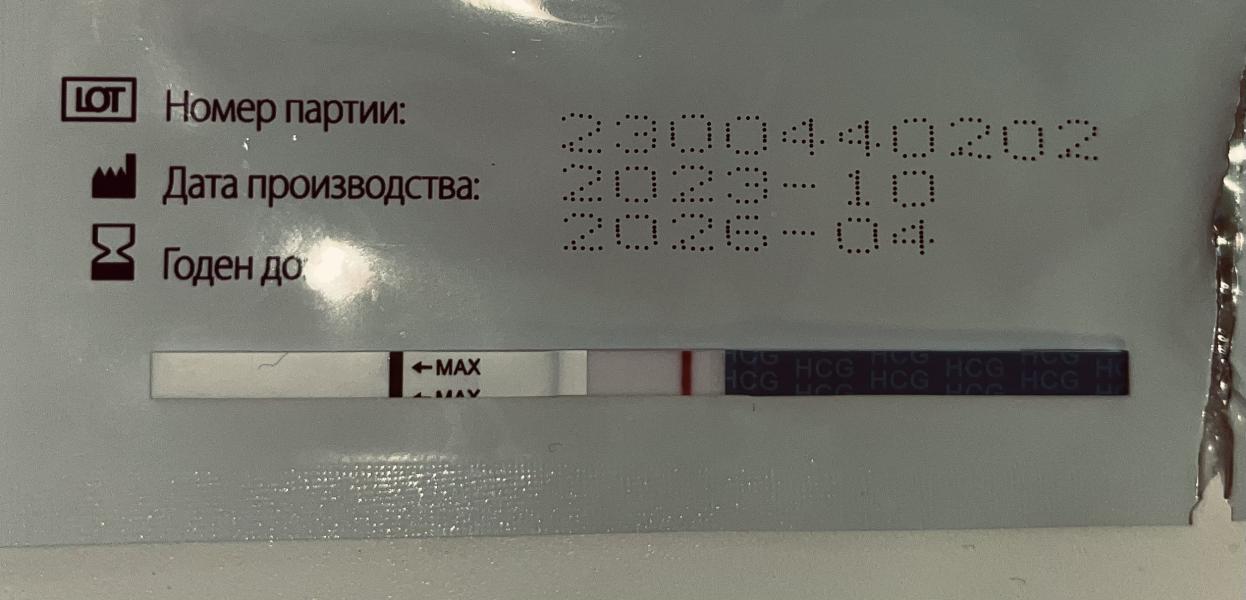 LOT Номер партии: 2300440202
Дата производства: 2023-10
Годен до: 2026-04
←MAX
←MAX
HCG HCG HCG HCG HCG
HCG HCG HCG HCG HCG